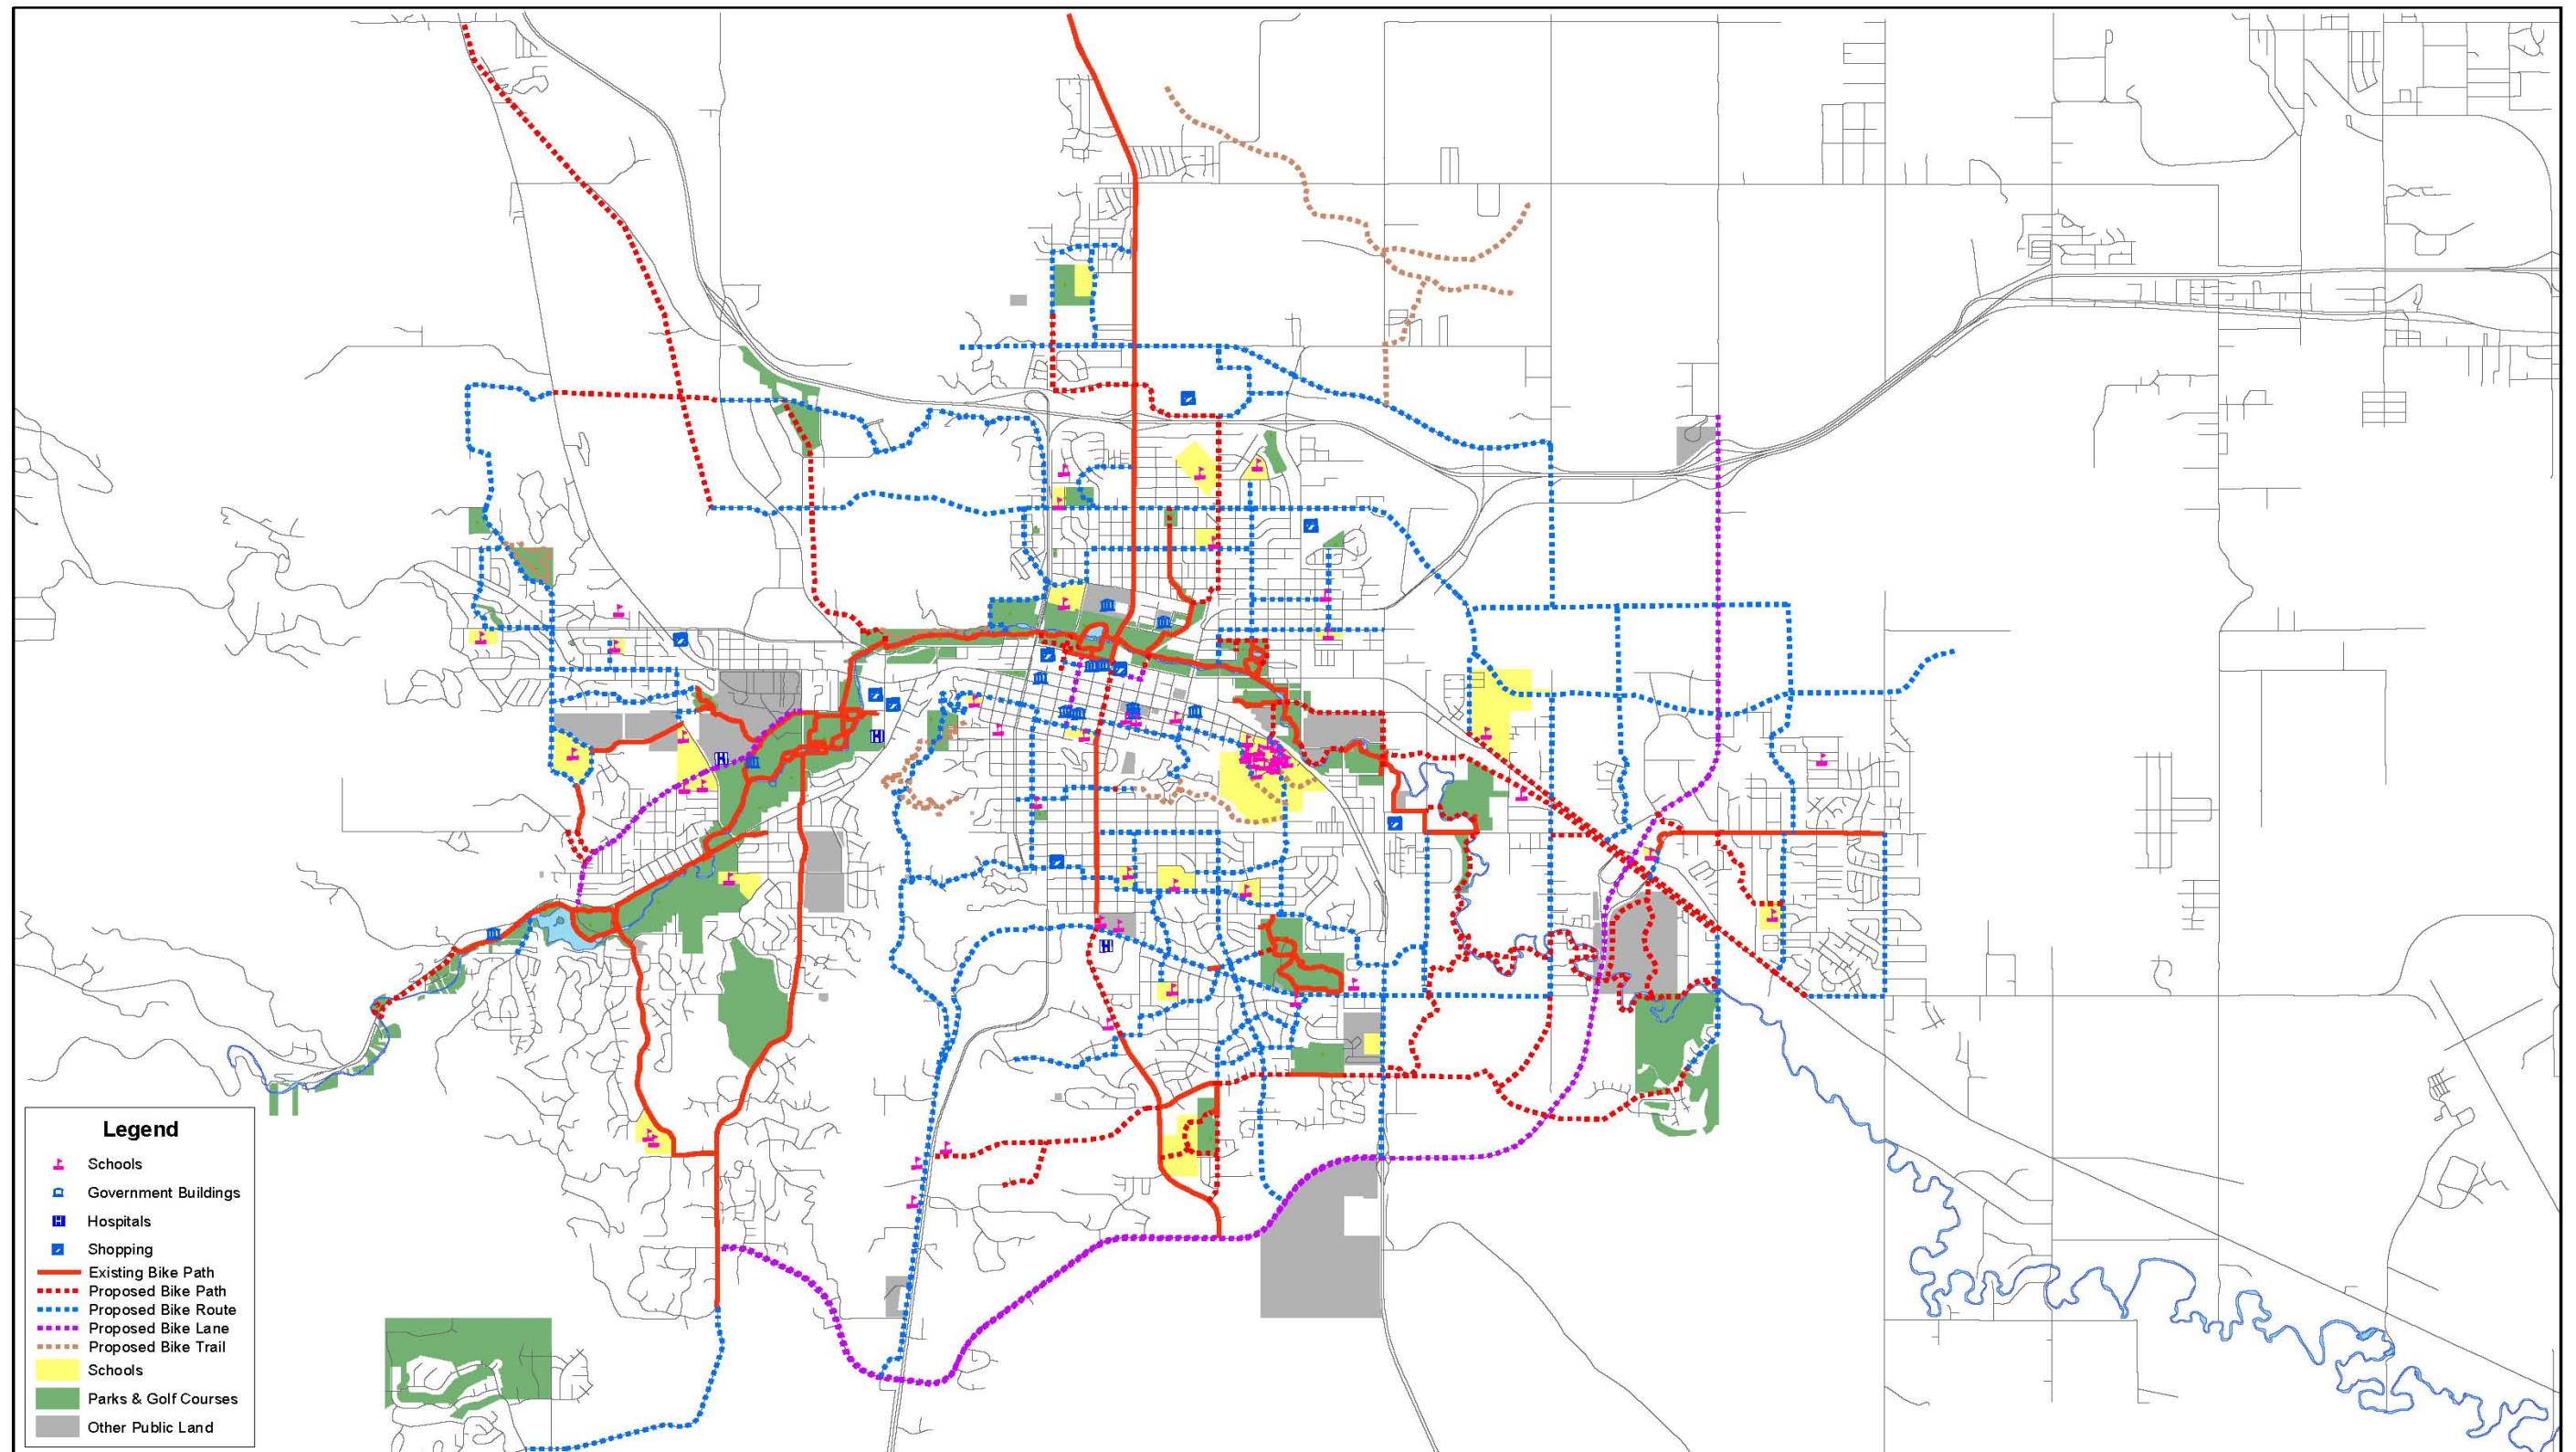 Legend
Schools
Government Buildings
H Hospitals
Shopping
Existing Bike Path
Proposed Bike Path
Proposed Bike Route
Proposed Bike Lane
Proposed Bike Trail
Schools
Parks & Golf Courses
Other Public Land
H
H
H